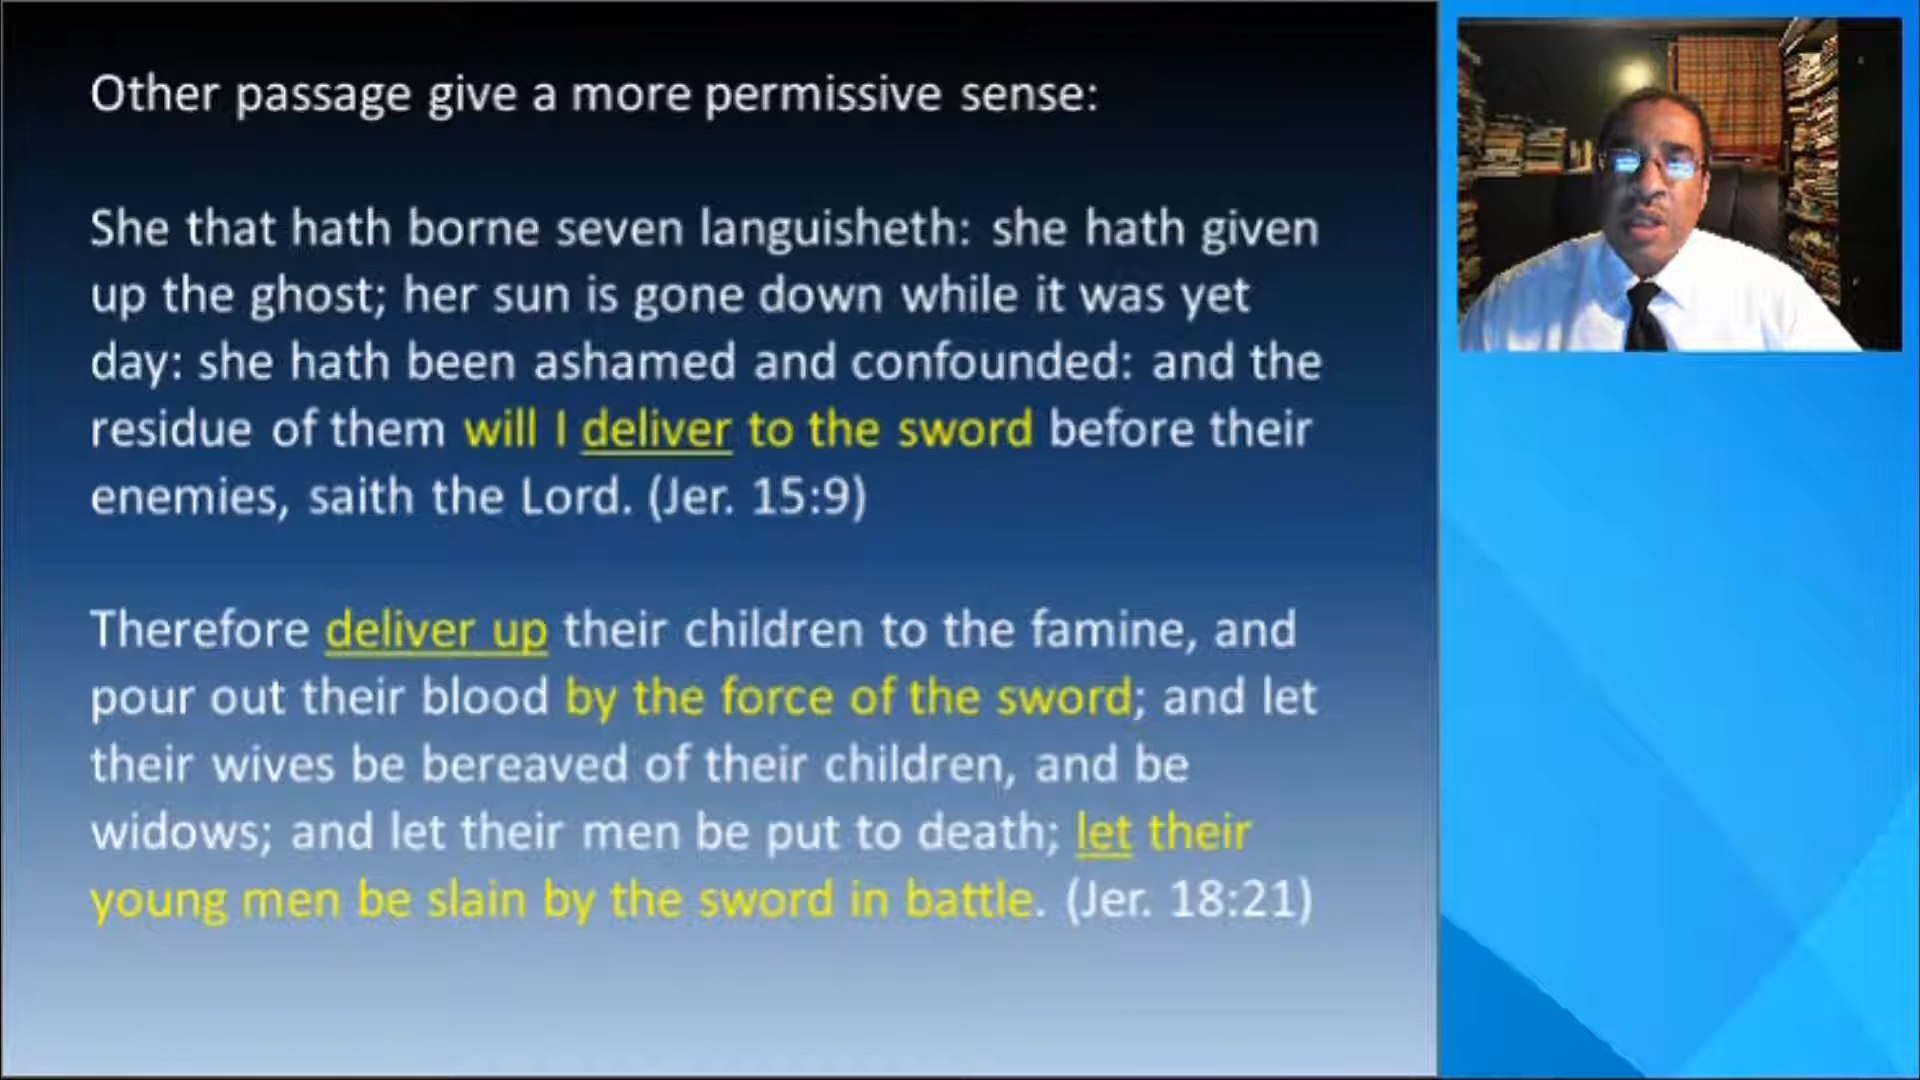 Other passage give a more permissive sense:
She that hath borne seven languisheth: she hath given
up the ghost; her sun is gone down while it was yet
day: she hath been ashamed and confounded: and the
residue of them will I deliver to the sword before their
enemies, saith the Lord. (Jer. 15:9)
Therefore deliver up their children to the famine, and
pour out their blood by the force of the sword; and let
their wives be bereaved of their children, and be
widows; and let their men be put to death; let their
young men be slain by the sword in battle. (Jer. 18:21)